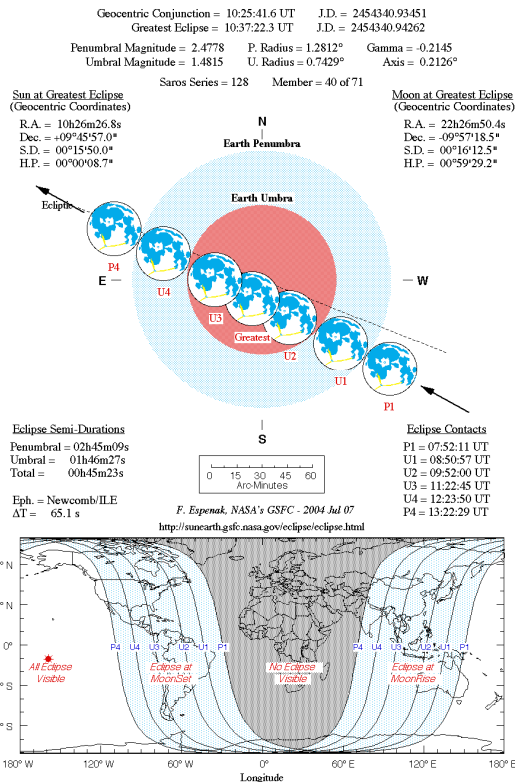 Geocentric Conjunction = 10:25:41.6 UT J.D. = 2454340.93451
Greatest Eclipse = 10:37:22.3 UT J.D. = 2454340.94262
Penumbral Magnitude = 2.4778 P. Radius = 1.2812° Gamma = -0.2145
Umbral Magnitude = 1.4815 U. Radius = 0.7429° Axis = 0.2126°
Saros Series = 128 Member = 40 of 71
Sun at Greatest Eclipse
(Geocentric Coordinates)
R.A. = 10h26m26.8s
Dec. = +09°45'57.0"
S.D. = 00°15'50.0"
H.P. = 00°00'08.7"
Moon at Greatest Eclipse
(Geocentric Coordinates)
R.A. = 22h26m50.4s
Dec. = -09°57'18.5"
S.D. = 00°16'12.5"
H.P. = 00°59'29.2"
N
Earth Penumbra
Earth Umbra
Ecliptic
P4
E
U4
W
U3
Greatest
U2
U1
P1
S
Eclipse Semi-Durations
Penumbral = 02h45m09s
Umbral = 01h46m27s
Total = 00h45m23s
Eph. = Newcomb/ILE
ΔT = 65.1 s
0 15 30 45 60
Arc-Minutes
Eclipse Contacts
P1 = 07:52:11 UT
U1 = 08:50:57 UT
U2 = 09:52:00 UT
U3 = 11:22:45 UT
U4 = 12:23:50 UT
P4 = 13:22:29 UT
F. Espenak, NASA's GSFC - 2004 Jul 07
http://sunearth.gsfc.nasa.gov/eclipse/eclipse.html
° N
° N
0°
P4 U4 U3 U2 U1 P1 P4 U4 U3 U2 U1 P1
All Eclipse
Visible
Eclipse at
MoonSet
No Eclipse
Visible
Eclipse at
MoonRise
° S
° S
180° W 120° W 60° W 0° 60° E 120° E 180° E
Longitude